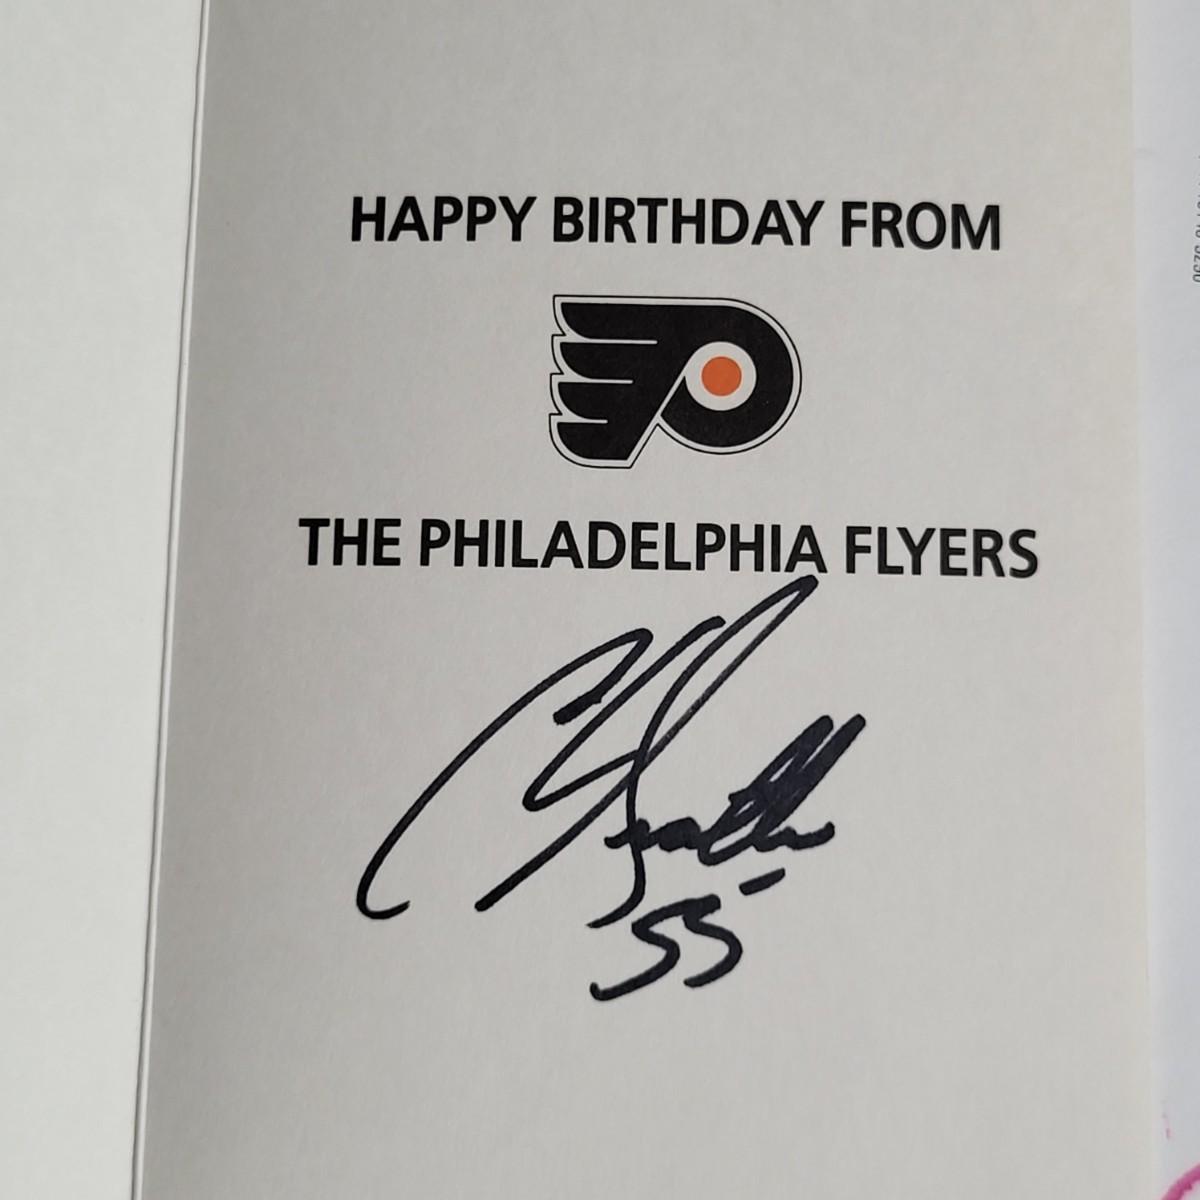 HAPPY BIRTHDAY FROM
THE PHILADELPHIA FLYERS
55